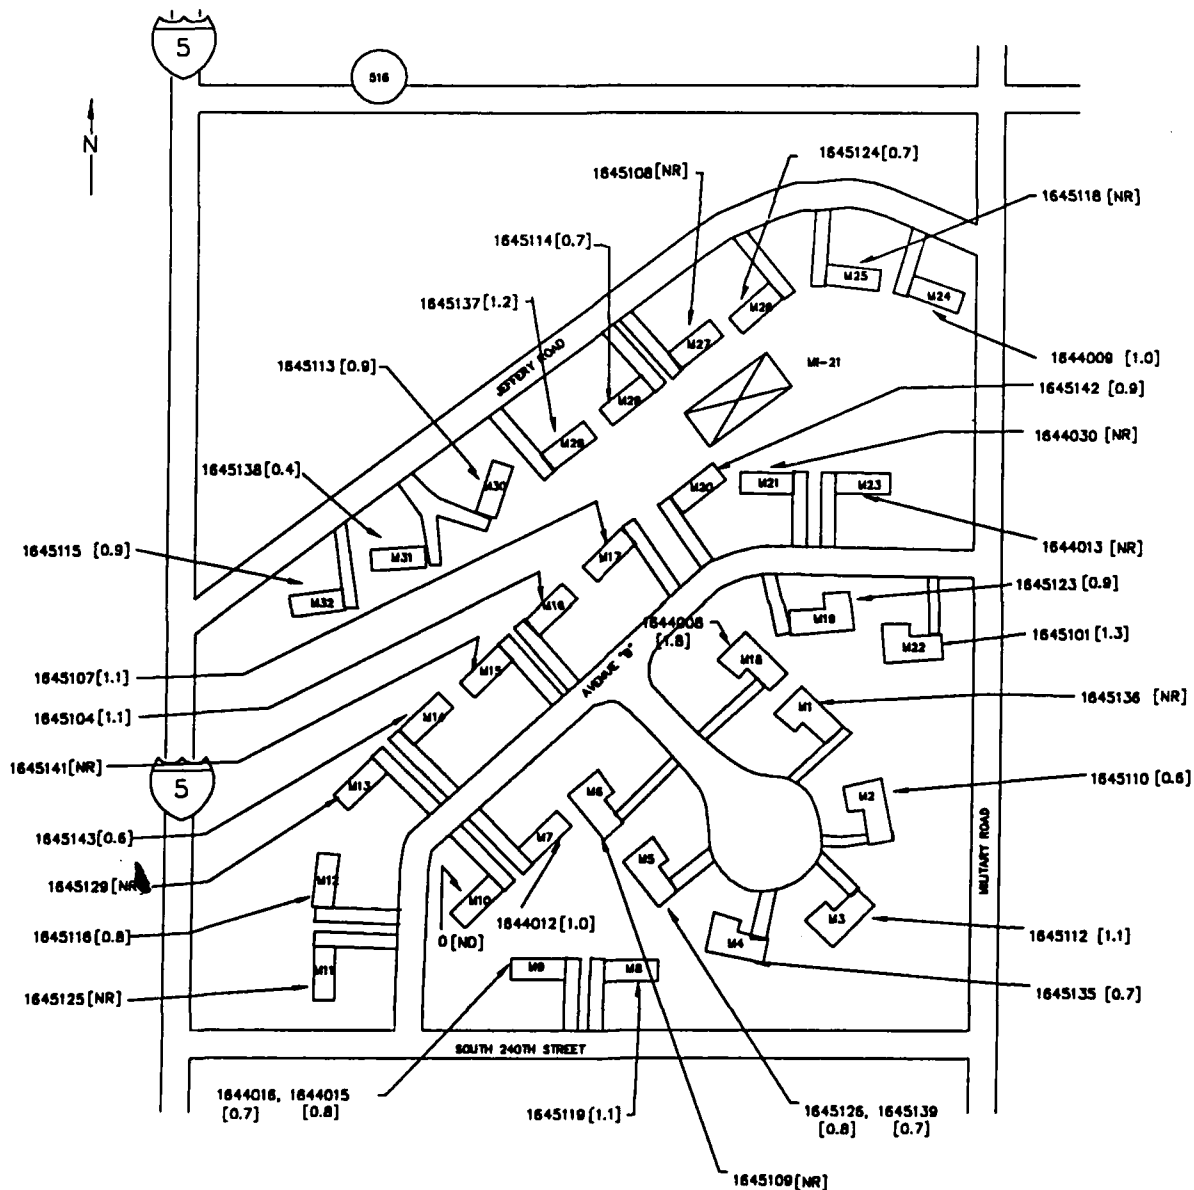 5
516
N
1645124[0.7]
1645108[NR]
1645118 [NR]
1645114[0.7]
M25
M24
1645137[1.2]
M26
M27
1644009 [1.0]
MI-21
JEFFERY ROAD
1645113 [0.9]
1645142 [0.9]
M29
1644030 [NR]
M28
1645138[0.4]
M30
M20
M21
M23
1645115 [0.9]
1644013 [NR]
M31
M17
1645123 [0.9]
M32
M16
M19
1644008
[1.8]
1645101 [1.3]
M22
M18
1645107[1.1]
M15
AVENUE "B"
1645136 [NR]
1645104[1.1]
M14
M1
1645141[NR]
5
1645110 [0.6]
M13
M6
M2
1645143[0.6]
M7
MILITARY ROAD
M5
1645129[NR]
M12
M10
1644012[1.0]
M3
1645116[0.8]
0[ND]
M4
1645112 [1.1]
M11
M9
M8
1645125[NR]
1645135 [0.7]
SOUTH 240TH STREET
1644016, 1644015
[0.7] [0.8]
1645119[1.1]
1645126, 1645139
[0.8] [0.7]
1645109[NR]